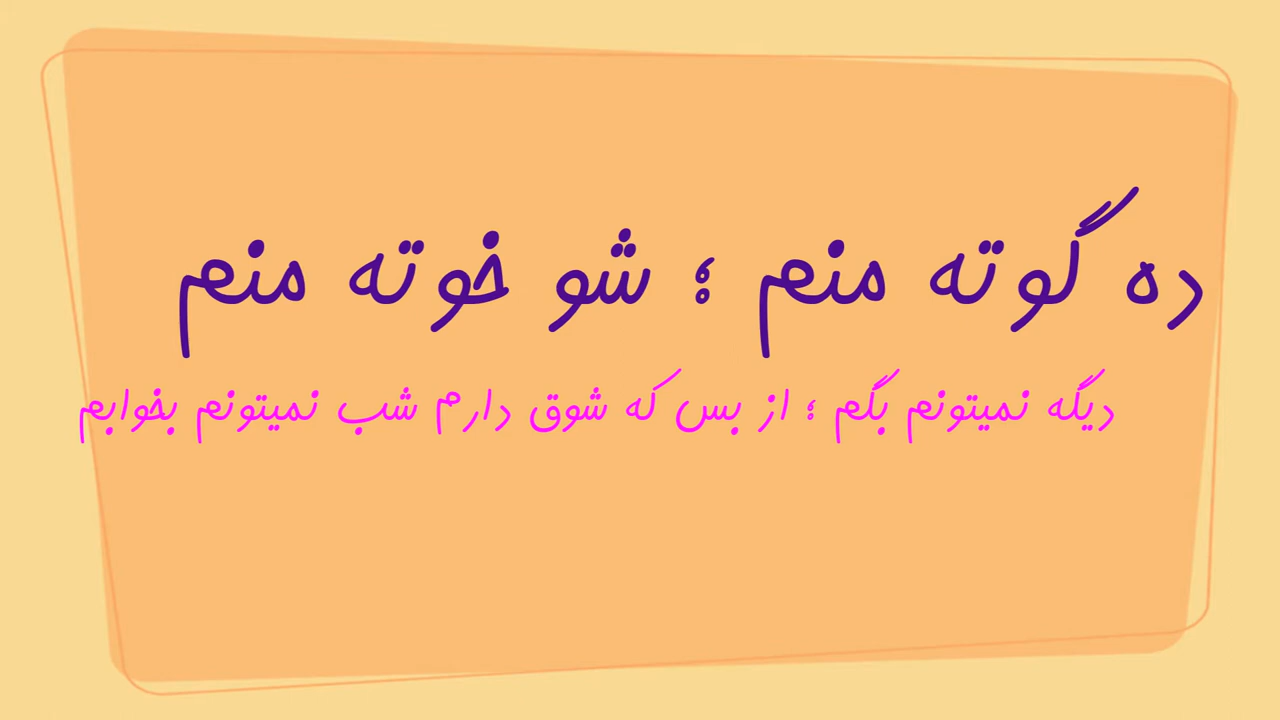 ده گوته منم ؛ شو خوته منم
دیگه نمیتونم بگم ؛ از بس که شوق دارم شب نمیتونم بخوابم